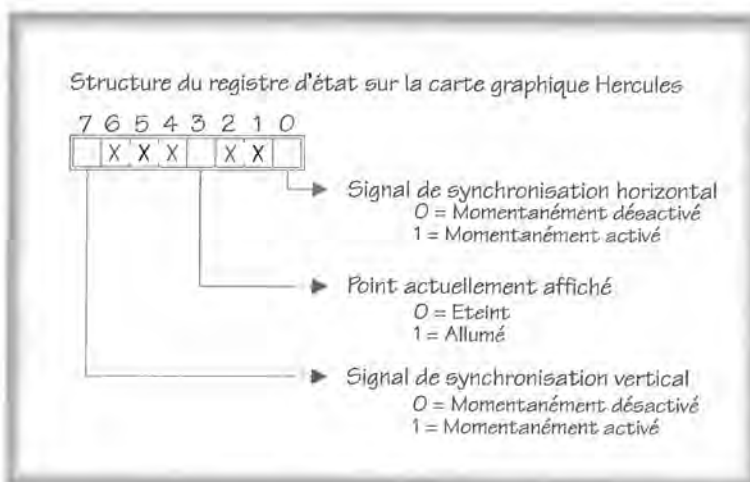 Structure du registre d'état sur la carte graphique Hercules
7 6 5 4 3 2 1 0
X X X X X
Signal de synchronisation horizontal
0 = Momentanément désactivé
1 = Momentanément activé
Point actuellement affiché
0 = Eteint
1 = Allumé
Signal de synchronisation vertical
0 = Momentanément désactivé
1 = Momentanément activé